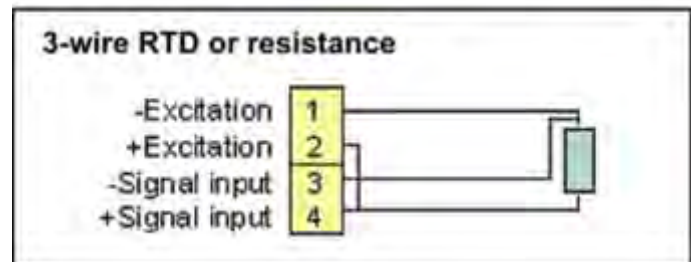 3-wire RTD or resistance
-Excitation 1
+Excitation 2
-Signal input 3
+Signal input 4